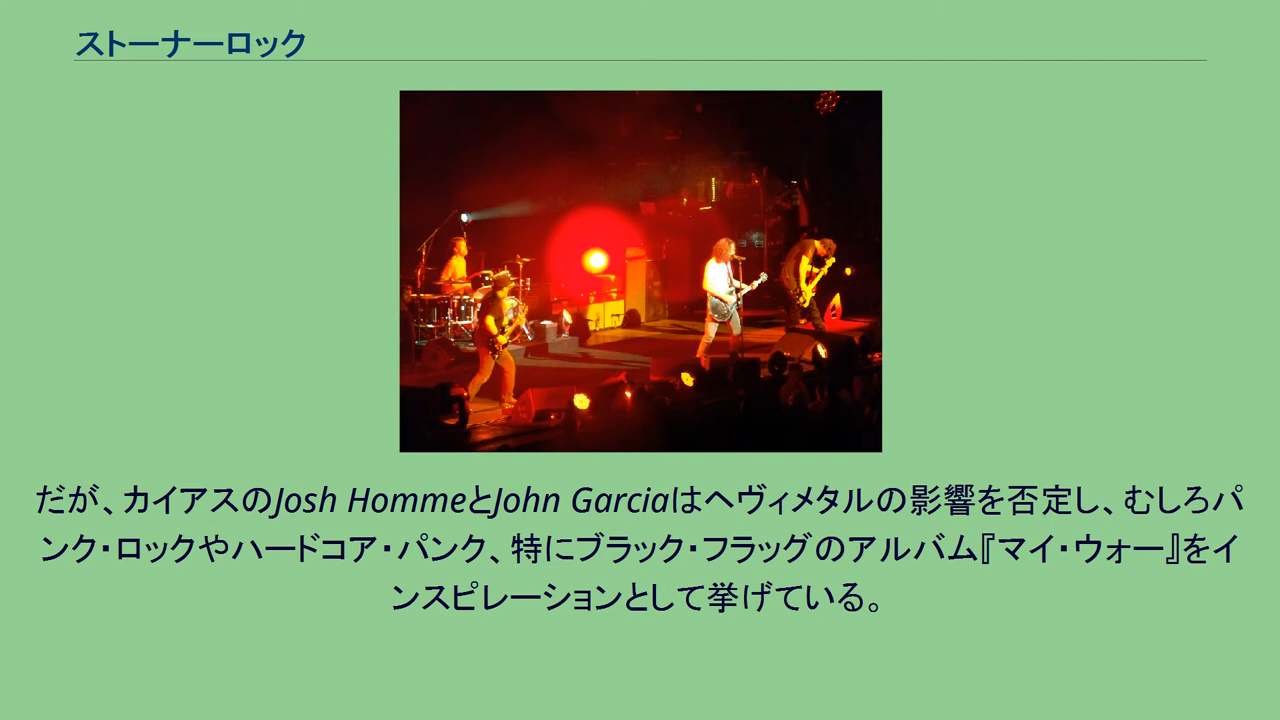 ストーナーロック
だが、カイアスのJosh HommeとJohn Garciaはヘヴィメタルの影響を否定し、むしろパ
ンク・ロックやハードコア・パンク、特にブラック・フラッグのアルバム『マイ・ウォー』をイ
ンスピレーションとして挙げている。